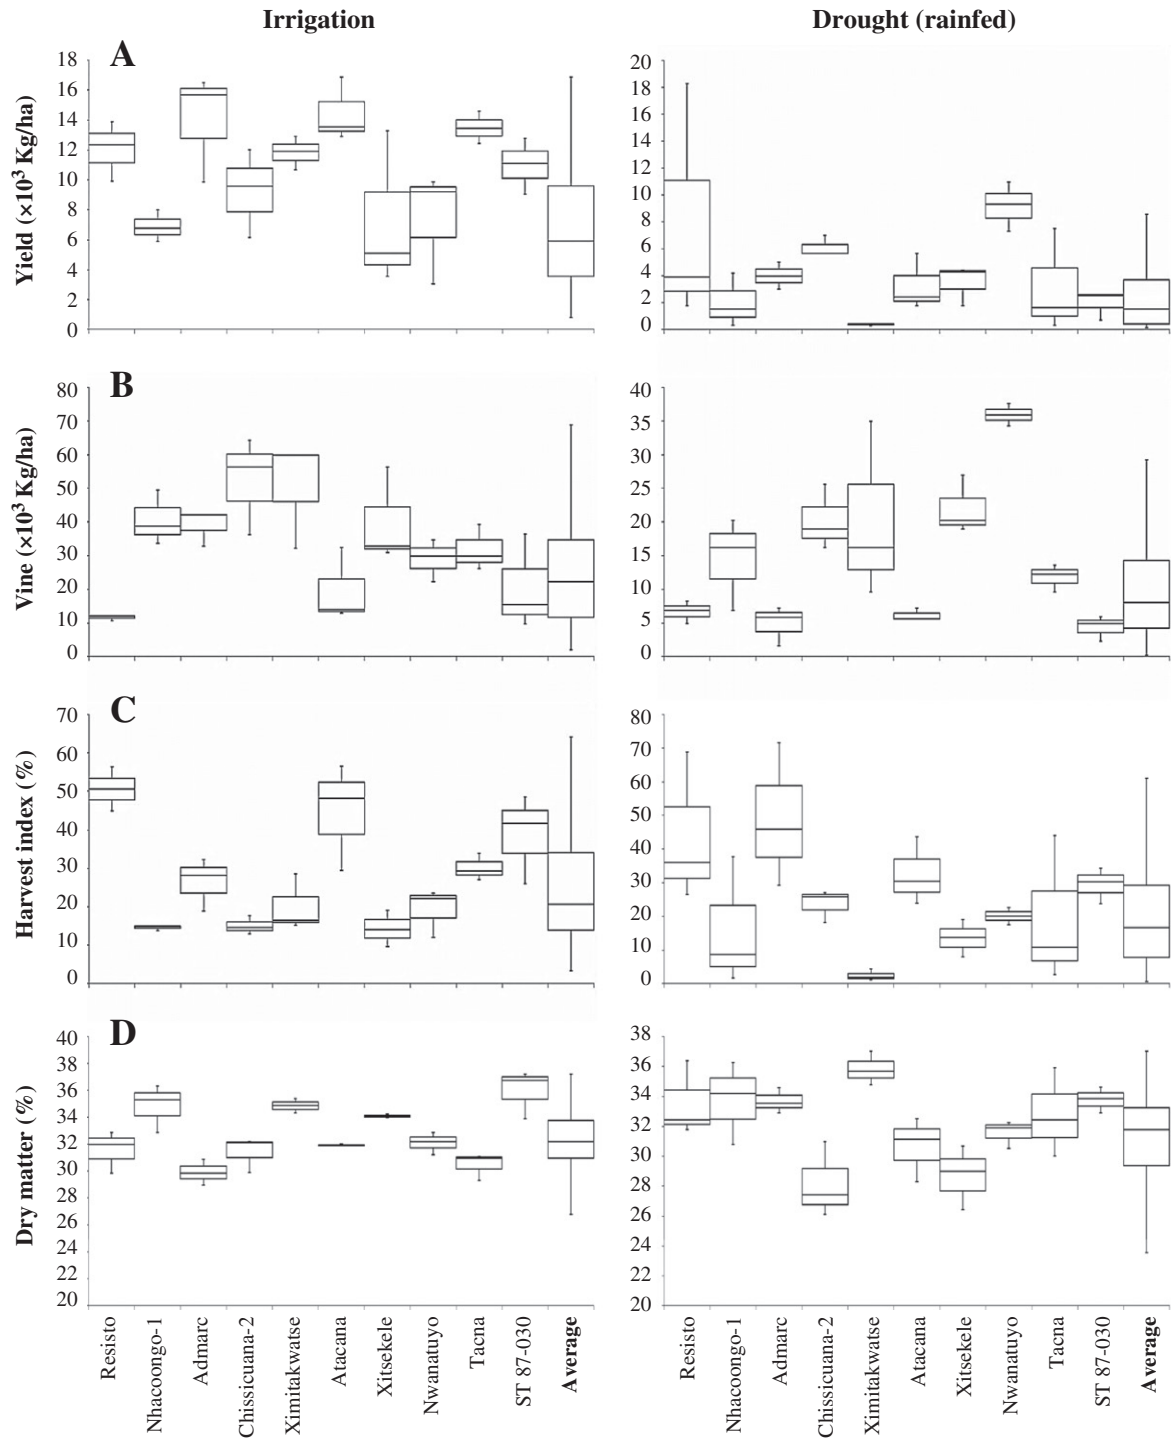 Irrigation
Drought (rainfed)
A
Yield (×10³ Kg/ha)
18
16
14
12
10
8
6
4
2
0
20
18
16
14
12
10
8
6
4
2
0
B
Vine (×10³ Kg/ha)
80
70
60
50
40
30
20
10
0
40
35
30
25
20
15
10
5
0
C
Harvest index (%)
70
60
50
40
30
20
10
0
80
70
60
50
40
30
20
10
0
D
Dry matter (%)
40
38
36
34
32
30
28
26
24
22
20
38
36
34
32
30
28
26
24
22
20
Resisto
Nhacoongo-1
Admarc
Chissicuana-2
Ximitakwatse
Atacana
Xitsekele
Nwanatuyo
Tacna
ST 87-030
Average
Resisto
Nhacoongo-1
Admarc
Chissicuana-2
Ximitakwatse
Atacana
Xitsekele
Nwanatuyo
Tacna
ST 87-030
Average